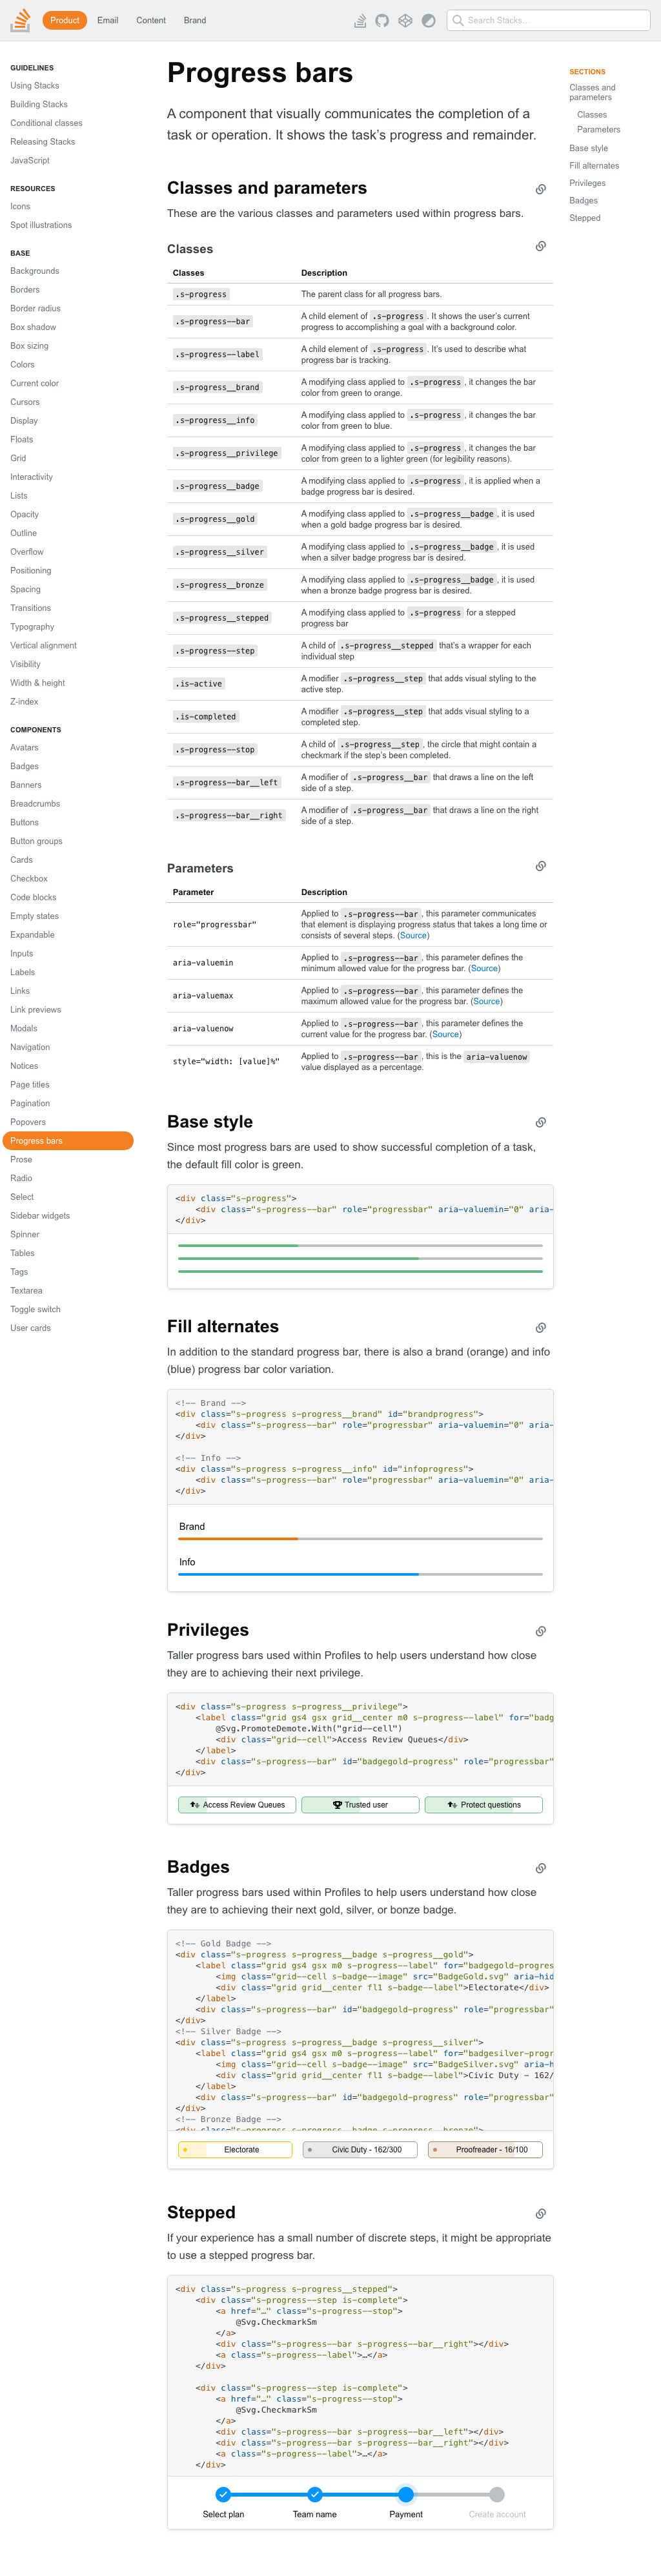 Product Email Content Brand
Search Stacks…
GUIDELINES
Using Stacks
Building Stacks
Conditional classes
Releasing Stacks
JavaScript
RESOURCES
Icons
Spot illustrations
BASE
Backgrounds
Borders
Border radius
Box shadow
Box sizing
Colors
Current color
Cursors
Display
Floats
Grid
Interactivity
Lists
Opacity
Outline
Overflow
Positioning
Spacing
Transitions
Typography
Vertical alignment
Visibility
Width & height
Z-index
COMPONENTS
Avatars
Badges
Banners
Breadcrumbs
Buttons
Button groups
Cards
Checkbox
Code blocks
Empty states
Expandable
Inputs
Labels
Links
Link previews
Modals
Navigation
Notices
Page titles
Pagination
Popovers
Progress bars
Prose
Radio
Select
Sidebar widgets
Spinner
Tables
Tags
Textarea
Toggle switch
User cards
Progress bars
A component that visually communicates the completion of a
task or operation. It shows the task's progress and remainder.
Classes and parameters
These are the various classes and parameters used within progress bars.
Classes
Classes Description
.s-progress The parent class for all progress bars.
.s-progress--bar A child element of .s-progress. It shows the user's current
progress to accomplishing a goal with a background color.
.s-progress--label A child element of .s-progress. It's used to describe what
progress bar is tracking.
.s-progress__brand A modifying class applied to .s-progress, it changes the bar
color from green to orange.
.s-progress__info A modifying class applied to .s-progress, it changes the bar
color from green to blue.
.s-progress__privilege A modifying class applied to .s-progress, it changes the bar
color from green to a lighter green (for legibility reasons).
.s-progress__badge A modifying class applied to .s-progress, it is applied when a
badge progress bar is desired.
.s-progress__gold A modifying class applied to .s-progress__badge, it is used
when a gold badge progress bar is desired.
.s-progress__silver A modifying class applied to .s-progress__badge, it is used
when a silver badge progress bar is desired.
.s-progress__bronze A modifying class applied to .s-progress__badge, it is used
when a bronze badge progress bar is desired.
.s-progress__stepped A modifying class applied to .s-progress for a stepped
progress bar
.s-progress--step A child of .s-progress__stepped that's a wrapper for each
individual step
.is-active A modifier .s-progress__step that adds visual styling to the
active step.
.is-completed A modifier .s-progress__step that adds visual styling to a
completed step.
.s-progress--stop A child of .s-progress__step, the circle that might contain a
checkmark if the step's been completed.
.s-progress--bar__left A modifier of .s-progress__bar that draws a line on the left
side of a step.
.s-progress--bar__right A modifier of .s-progress__bar that draws a line on the right
side of a step.
Parameters
Parameter Description
role="progressbar" Applied to .s-progress--bar, this parameter communicates
that element is displaying progress status that takes a long time or
consists of several steps. (Source)
aria-valuemin Applied to .s-progress--bar, this parameter defines the
minimum allowed value for the progress bar. (Source)
aria-valuemax Applied to .s-progress--bar, this parameter defines the
maximum allowed value for the progress bar. (Source)
aria-valuenow Applied to .s-progress--bar, this parameter defines the
current value for the progress bar. (Source)
style="width: [value]%" Applied to .s-progress--bar, this is the aria-valuenow
value displayed as a percentage.
Base style
Since most progress bars are used to show successful completion of a task,
the default fill color is green.
<div class="s-progress">
<div class="s-progress--bar" role="progressbar" aria-valuemin="0" aria-
</div>
Fill alternates
In addition to the standard progress bar, there is also a brand (orange) and info
(blue) progress bar color variation.
<!-- Brand -->
<div class="s-progress s-progress__brand" id="brandprogress">
<div class="s-progress--bar" role="progressbar" aria-valuemin="0" aria-
</div>
<!-- Info -->
<div class="s-progress s-progress__info" id="infoprogress">
<div class="s-progress--bar" role="progressbar" aria-valuemin="0" aria-
</div>
Brand
Info
Privileges
Taller progress bars used within Profiles to help users understand how close
they are to achieving their next privilege.
<div class="s-progress s-progress__privilege">
<label class="grid gs4 gsx grid__center m0 s-progress--label" for="badg
@Svg.PromoteDemote.With("grid--cell")
<div class="grid--cell">Access Review Queues</div>
</label>
<div class="s-progress--bar" id="badgegold-progress" role="progressbar"
</div>
Access Review Queues Trusted user Protect questions
Badges
Taller progress bars used within Profiles to help users understand how close
they are to achieving their next gold, silver, or bonze badge.
<!-- Gold Badge -->
<div class="s-progress s-progress__badge s-progress__gold">
<label class="grid gs4 gsx m0 s-progress--label" for="badgegold-progres
<img class="grid--cell s-badge--image" src="BadgeGold.svg" aria-hid
<div class="grid grid__center fl1 s-badge--label">Electorate</div>
</label>
<div class="s-progress--bar" id="badgegold-progress" role="progressbar"
</div>
<!-- Silver Badge -->
<div class="s-progress s-progress__badge s-progress__silver">
<label class="grid gs4 gsx m0 s-progress--label" for="badgesilver-progr
<img class="grid--cell s-badge--image" src="BadgeSilver.svg" aria-h
<div class="grid grid__center fl1 s-badge--label">Civic Duty - 162/
</label>
<div class="s-progress--bar" id="badgegold-progress" role="progressbar"
</div>
<!-- Bronze Badge -->
<div class="s-progress s-progress__badge s-progress__bronze">
Electorate Civic Duty - 162/300 Proofreader - 16/100
Stepped
If your experience has a small number of discrete steps, it might be appropriate
to use a stepped progress bar.
<div class="s-progress s-progress__stepped">
<div class="s-progress--step is-complete">
<a href="…" class="s-progress--stop">
@Svg.CheckmarkSm
</a>
<div class="s-progress--bar s-progress--bar__right"></div>
<a class="s-progress--label">…</a>
</div>
<div class="s-progress--step is-complete">
<a href="…" class="s-progress--stop">
@Svg.CheckmarkSm
</a>
<div class="s-progress--bar s-progress--bar__left"></div>
<div class="s-progress--bar s-progress--bar__right"></div>
<a class="s-progress--label">…</a>
</div>
Select plan Team name Payment Create account
SECTIONS
Classes and
parameters
Classes
Parameters
Base style
Fill alternates
Privileges
Badges
Stepped